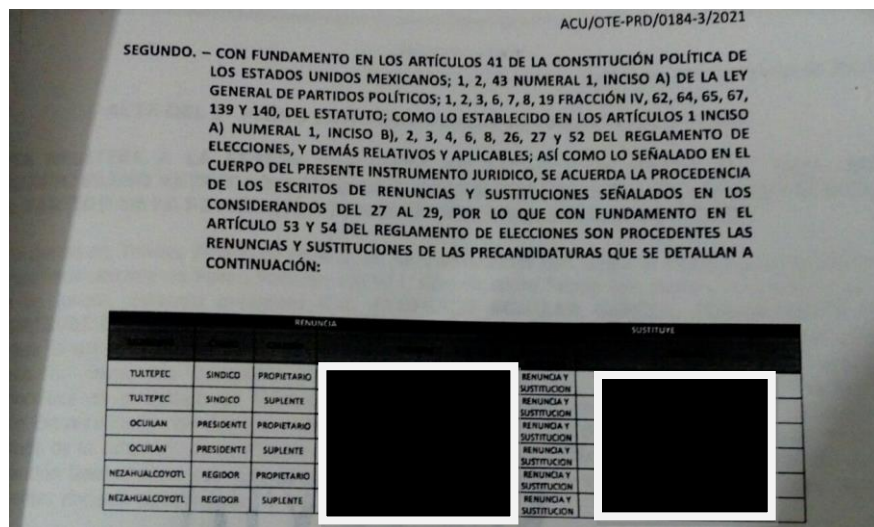 ACU/OTE-PRD/0184-3/2021
SEGUNDO. – CON FUNDAMENTO EN LOS ARTÍCULOS 41 DE LA CONSTITUCIÓN POLÍTICA DE
LOS ESTADOS UNIDOS MEXICANOS; 1, 2, 43 NUMERAL 1, INCISO A) DE LA LEY
GENERAL DE PARTIDOS POLÍTICOS; 1, 2, 3, 6, 7, 8, 19 FRACCIÓN IV, 62, 64, 65, 67,
139 Y 140, DEL ESTATUTO; COMO LO ESTABLECIDO EN LOS ARTÍCULOS 1 INCISO
A) NUMERAL 1, INCISO B), 2, 3, 4, 6, 8, 26, 27 y 52 DEL REGLAMENTO DE
ELECCIONES, Y DEMÁS RELATIVOS Y APLICABLES; ASÍ COMO LO SEÑALADO EN EL
CUERPO DEL PRESENTE INSTRUMENTO JURIDICO, SE ACUERDA LA PROCEDENCIA
DE LOS ESCRITOS DE RENUNCIAS Y SUSTITUCIONES SEÑALADOS EN LOS
CONSIDERANDOS DEL 27 AL 29, POR LO QUE CON FUNDAMENTO EN EL
ARTÍCULO 53 Y 54 DEL REGLAMENTO DE ELECCIONES SON PROCEDENTES LAS
RENUNCIAS Y SUSTITUCIONES DE LAS PRECANDIDATURAS QUE SE DETALLAN A
CONTINUACIÓN:
RENUNCIA SUSTITUYE
TULTEPEC SINDICO PROPIETARIO RENUNCIA Y SUSTITUCION
TULTEPEC SINDICO SUPLENTE RENUNCIA Y SUSTITUCION
OCUILAN PRESIDENTE PROPIETARIO RENUNCIA Y SUSTITUCION
OCUILAN PRESIDENTE SUPLENTE RENUNCIA Y SUSTITUCION
NEZAHUALCOYOTL REGIDOR PROPIETARIO RENUNCIA Y SUSTITUCION
NEZAHUALCOYOTL REGIDOR SUPLENTE RENUNCIA Y SUSTITUCION